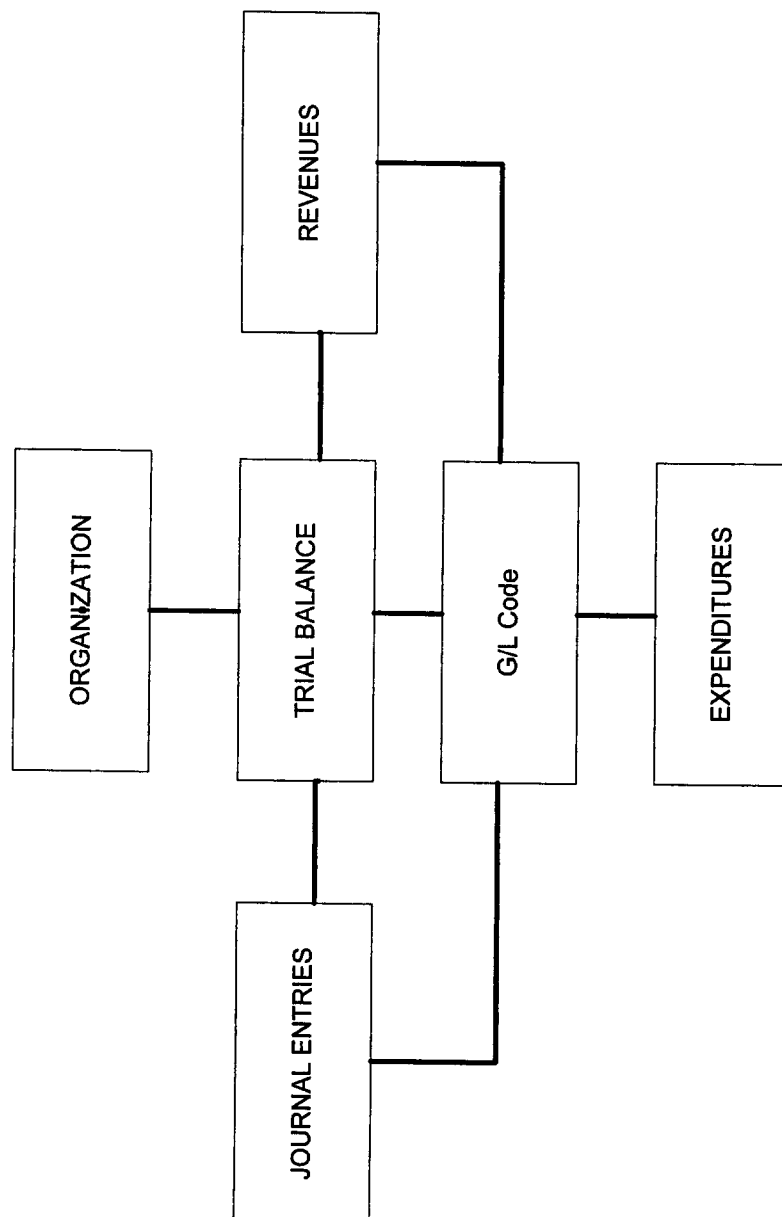 ORGANIZATION
JOURNAL ENTRIES
TRIAL BALANCE
REVENUES
G/L Code
EXPENDITURES